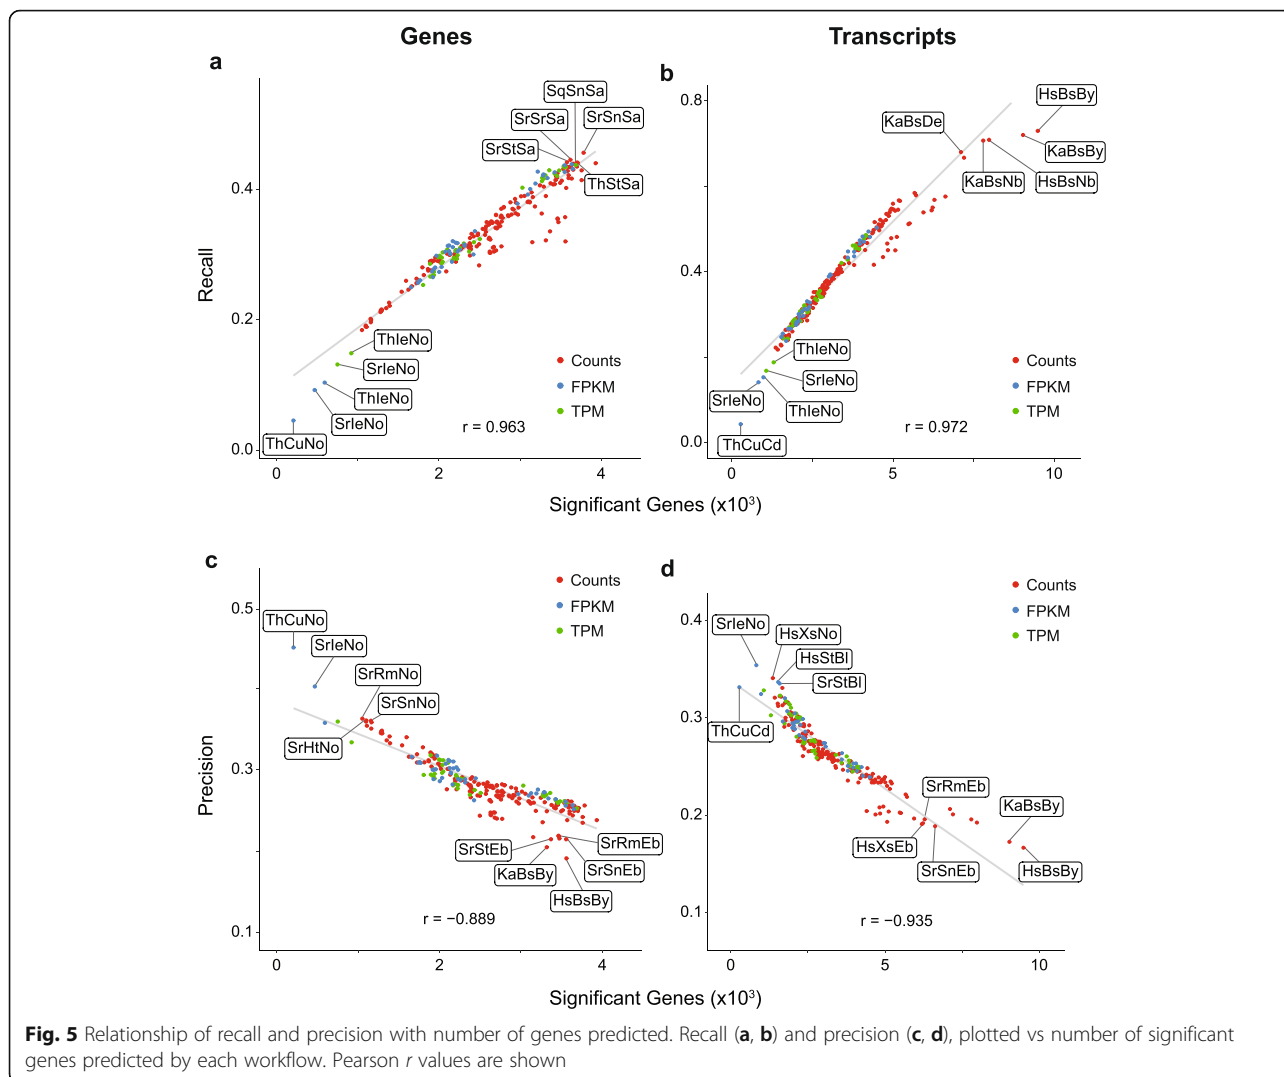 Genes
Transcripts
a
Recall
0.4
0.2
0.0
0
2
4
SqSnSa
SrSrSa
SrSnSa
SrStSa
ThStSa
ThIeNo
SrIeNo
ThIeNo
SrIeNo
ThCuNo
Counts
FPKM
TPM
r = 0.963
b
0.8
0.4
0.0
0
5
10
HsBsBy
KaBsDe
KaBsBy
KaBsNb
HsBsNb
ThIeNo
SrIeNo
SrIeNo
ThIeNo
ThCuCd
Counts
FPKM
TPM
r = 0.972
Significant Genes (x10³)
c
Precision
0.5
0.3
0.1
0
2
4
ThCuNo
SrIeNo
SrRmNo
SrSnNo
SrHtNo
SrStEb
SrRmEb
KaBsBy
SrSnEb
HsBsBy
Counts
FPKM
TPM
r = −0.889
d
0.4
0.3
0.2
0.1
0
5
10
SrIeNo
HsXsNo
HsStBl
SrStBl
ThCuCd
SrRmEb
KaBsBy
HsXsEb
SrSnEb
HsBsBy
Counts
FPKM
TPM
r = −0.935
Significant Genes (x10³)
Fig. 5 Relationship of recall and precision with number of genes predicted. Recall (a, b) and precision (c, d), plotted vs number of significant
genes predicted by each workflow. Pearson r values are shown